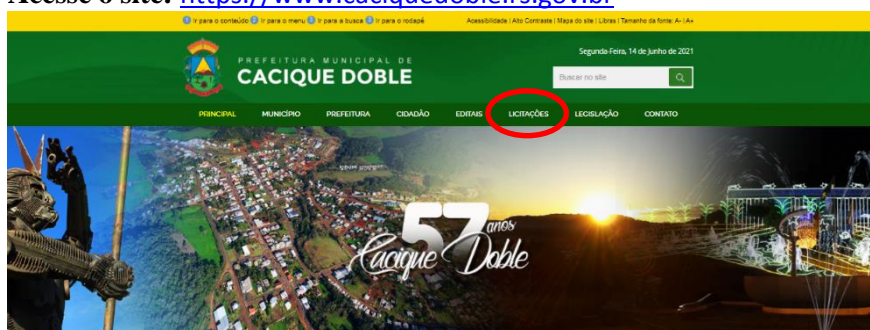 Acesse o site: https://www.caciquedoble.rs.gov.br
1 Ir para o conteúdo 2 Ir para o menu 3 Ir para a busca Ir para o rodapé Acessibilidade | Alto Contraste | Mapa do site | Libras | Tamanho da fonte: A- | A+
Segunda-Feira, 14 de Junho de 2021
PREFEITURA MUNICIPAL DE
CACIQUE DOBLE
Buscar no site
PRINCIPAL MUNICÍPIO PREFEITURA CIDADÃO EDITAIS LICITAÇÕES LEGISLAÇÃO CONTATO
57 anos
Cacique Doble